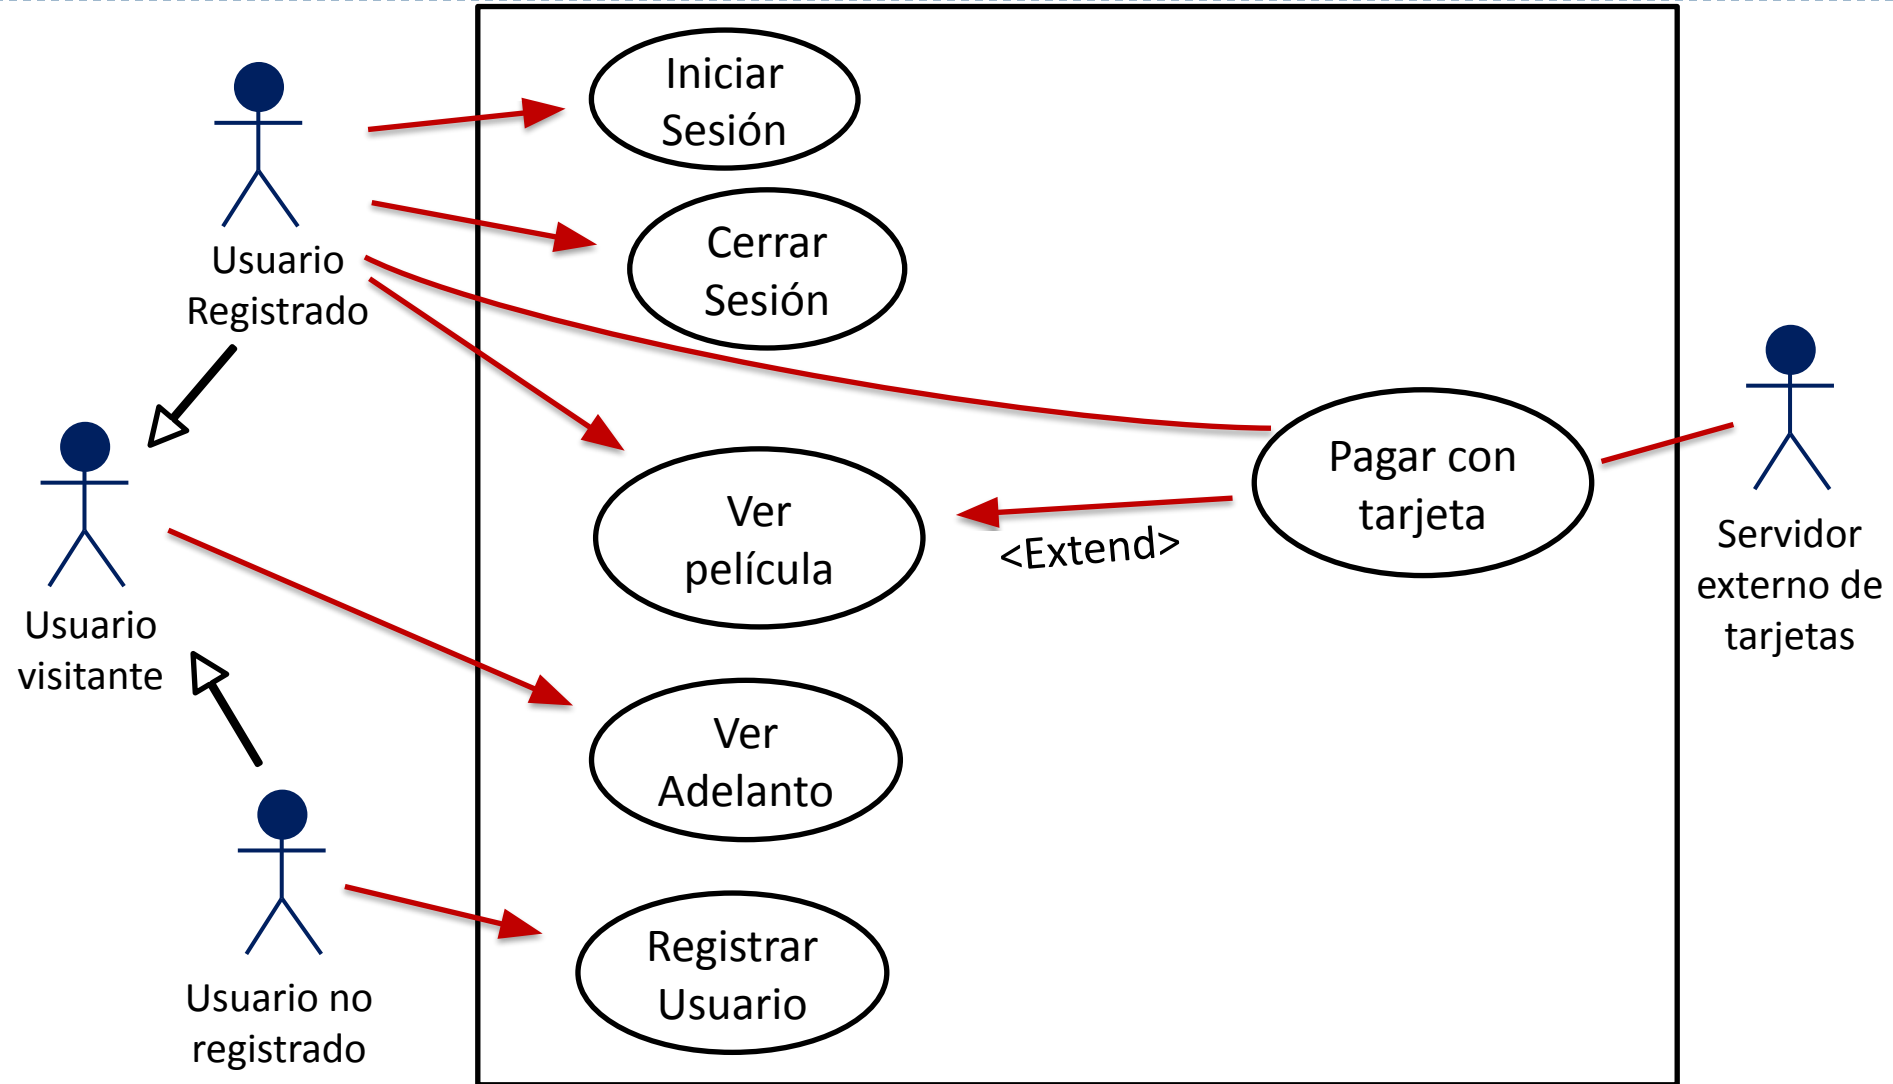 Iniciar
Sesión
Usuario
Registrado
Cerrar
Sesión
Pagar con
tarjeta
Ver
película
<Extend>
Servidor
externo de
tarjetas
Usuario
visitante
Ver
Adelanto
Registrar
Usuario
Usuario no
registrado